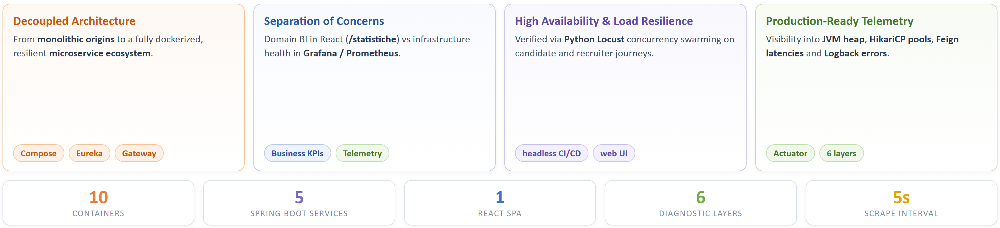 Decoupled Architecture
From monolithic origins to a fully dockerized,
resilient microservice ecosystem.
Compose
Eureka
Gateway
Separation of Concerns
Domain BI in React (/statistiche) vs infrastructure
health in Grafana / Prometheus.
Business KPIs
Telemetry
High Availability & Load Resilience
Verified via Python Locust concurrency swarming on
candidate and recruiter journeys.
headless CI/CD
web UI
Production-Ready Telemetry
Visibility into JVM heap, HikariCP pools, Feign
latencies and Logback errors.
Actuator
6 layers
10
CONTAINERS
5
SPRING BOOT SERVICES
1
REACT SPA
6
DIAGNOSTIC LAYERS
5s
SCRAPE INTERVAL